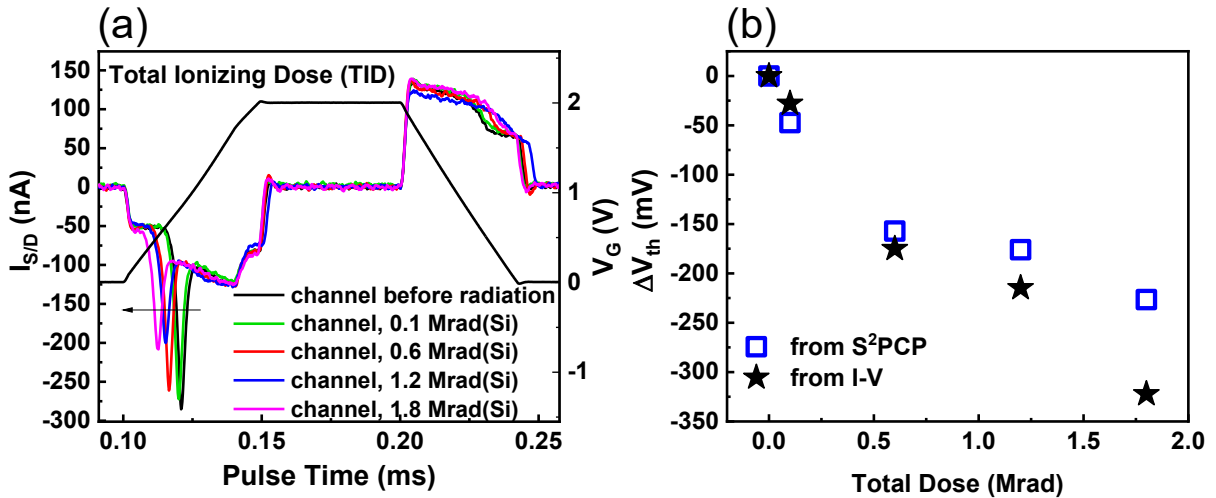 (a)
Total Ionizing Dose (TID)
150
100
50
0
-50
-100
-150
-200
-250
-300
I_S/D (nA)
2
1
0
-1
V_G (V)
channel before radiation
channel, 0.1 Mrad(Si)
channel, 0.6 Mrad(Si)
channel, 1.2 Mrad(Si)
channel, 1.8 Mrad(Si)
0.10 0.15 0.20 0.25
Pulse Time (ms)
(b)
0
-50
-100
-150
-200
-250
-300
-350
ΔV_th (mV)
from S²PCP
from I-V
0.0 0.5 1.0 1.5 2.0
Total Dose (Mrad)